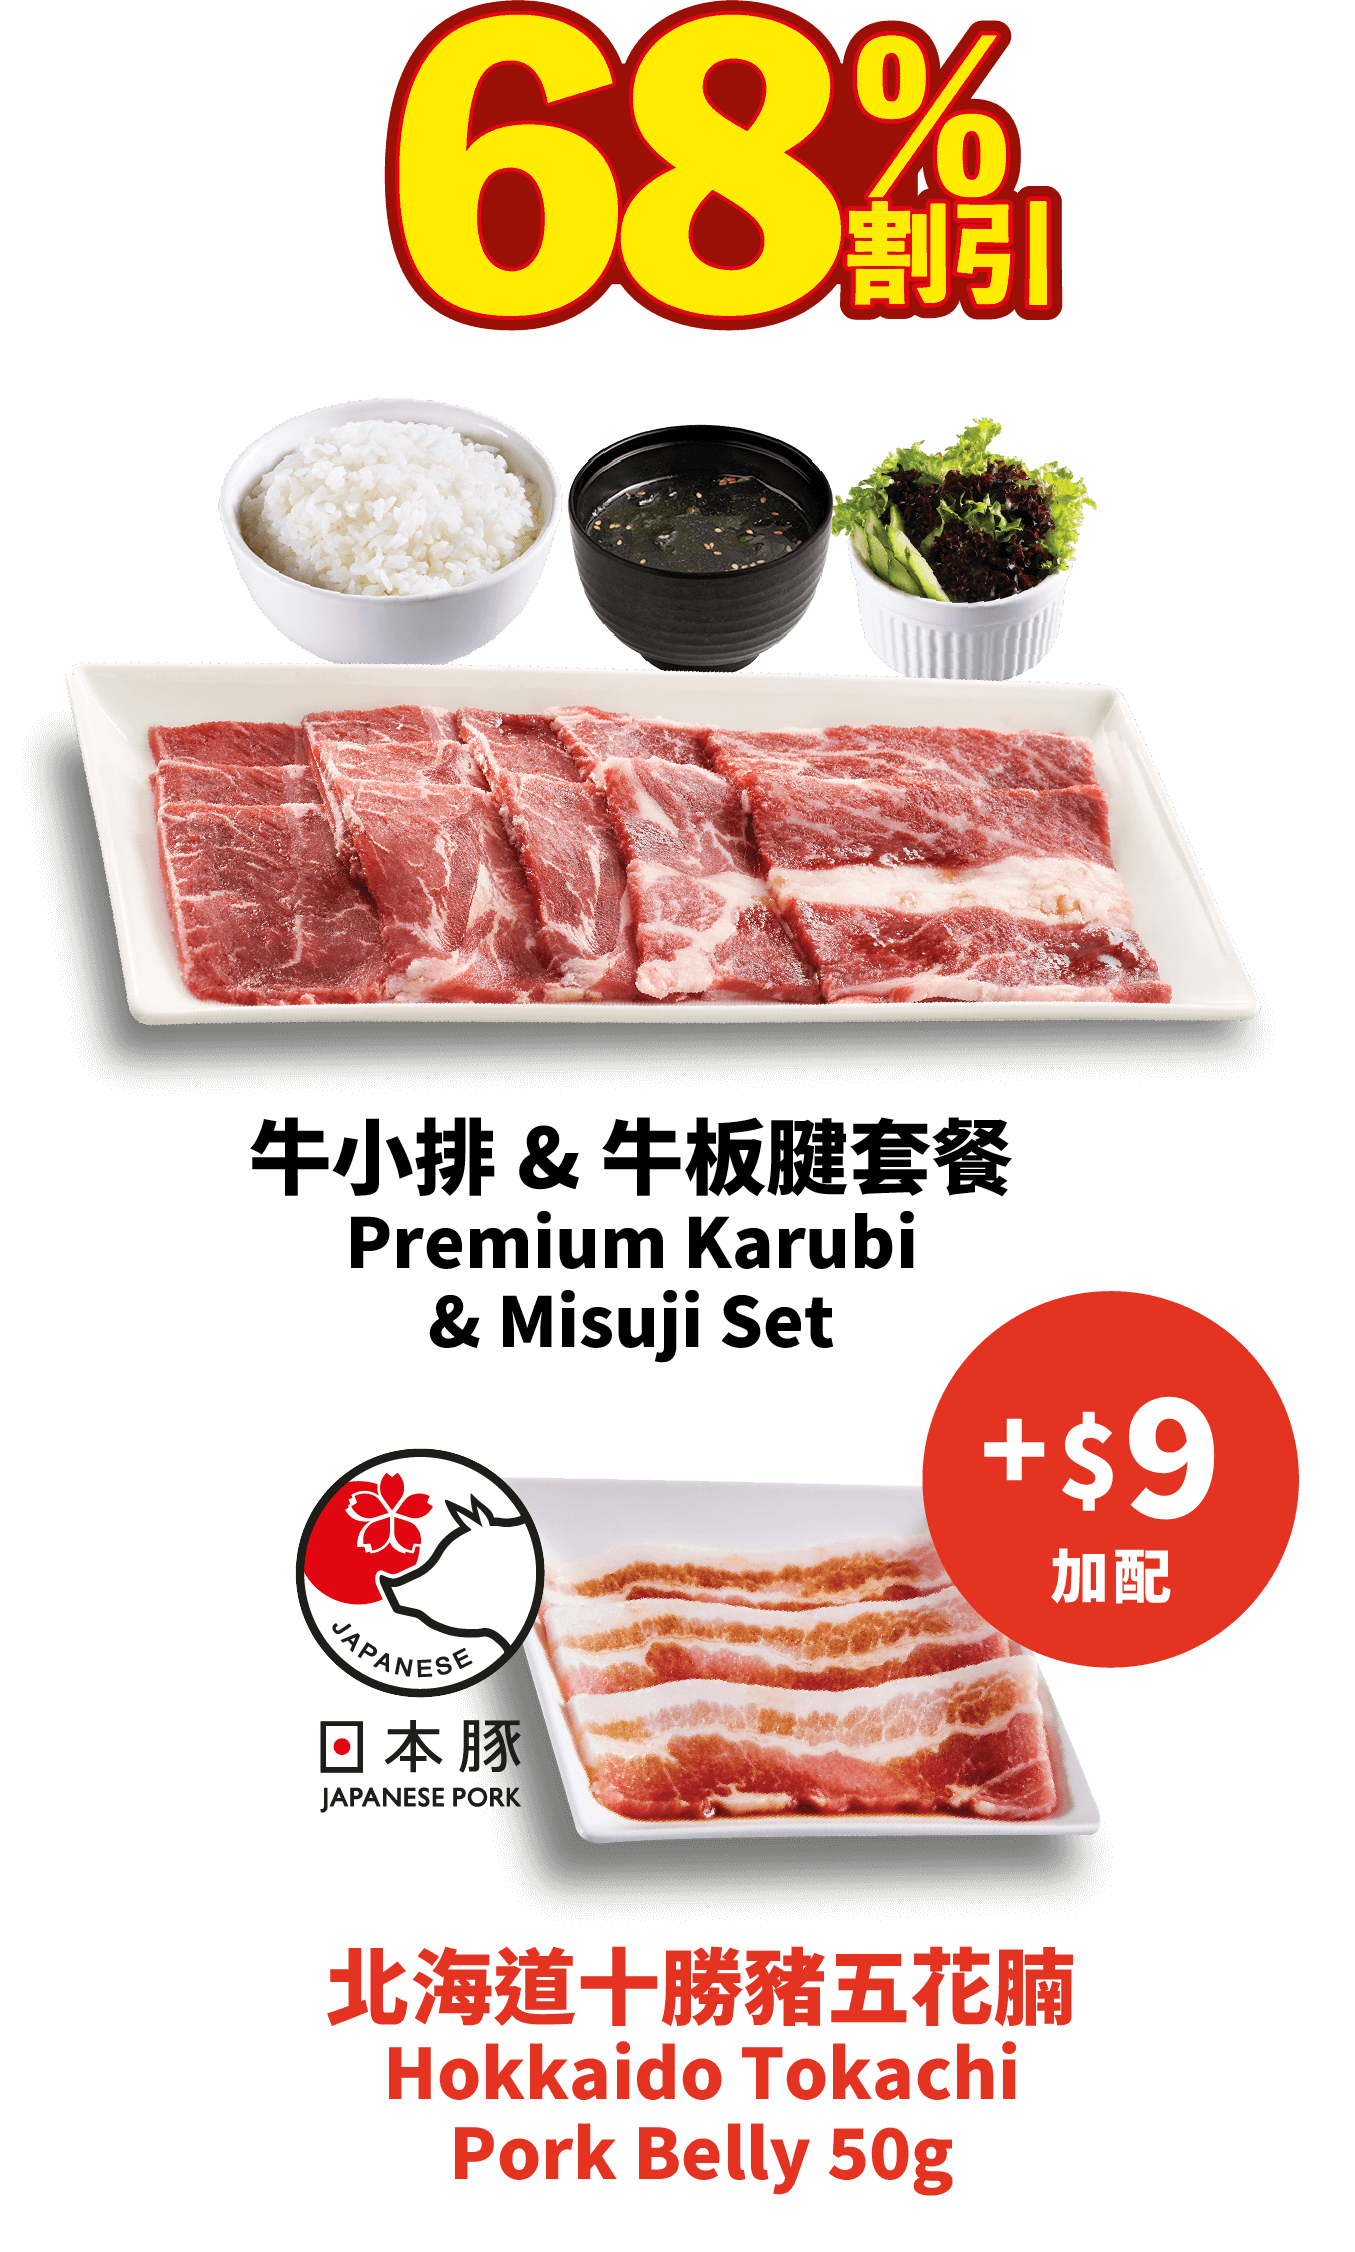 68%
割引
牛小排 & 牛板腱套餐
Premium Karubi
& Misuji Set
+$9
加配
JAPANESE
日本豚
JAPANESE PORK
北海道十勝豬五花腩
Hokkaido Tokachi
Pork Belly 50g